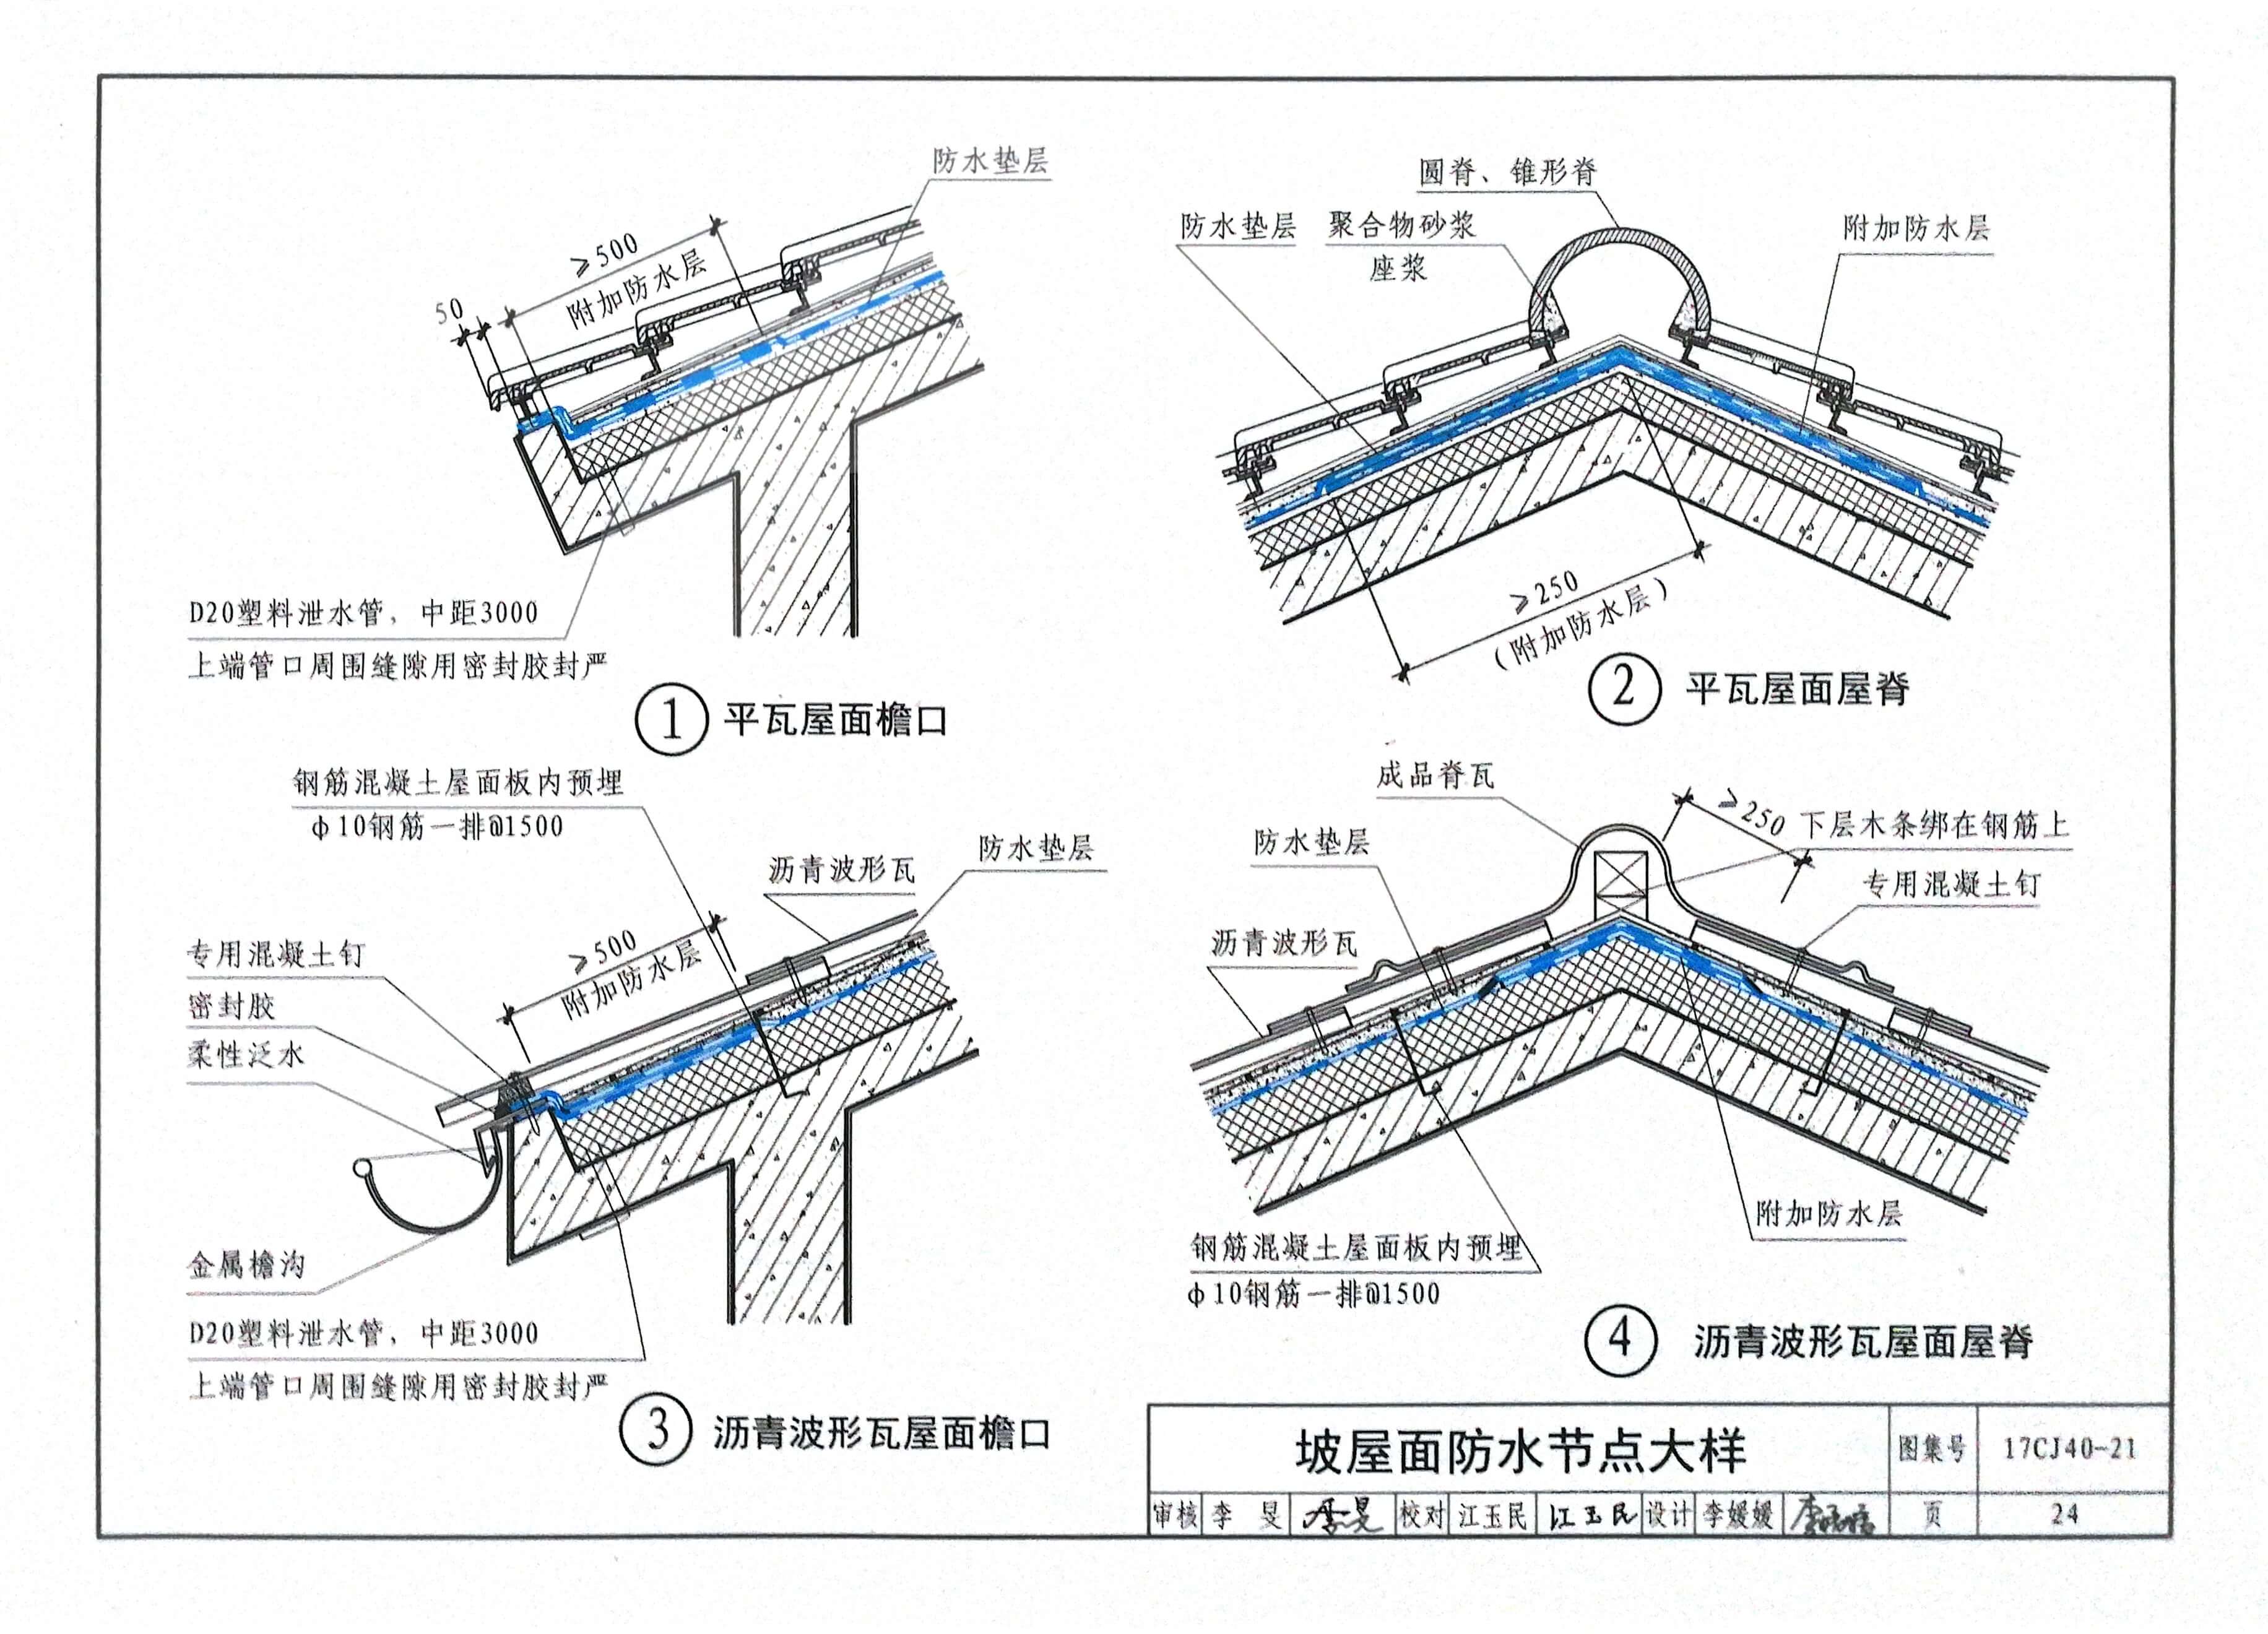 防水垫层
≥500
附加防水层
50
D20塑料泄水管，中距3000
上端管口周围缝隙用密封胶封严
1 平瓦屋面檐口
圆脊、锥形脊
防水垫层
聚合物砂浆
座浆
附加防水层
≥250
（附加防水层）
2 平瓦屋面屋脊
钢筋混凝土屋面板内预埋
ф10钢筋一排@1500
沥青波形瓦
防水垫层
≥500
附加防水层
专用混凝土钉
密封胶
柔性泛水
金属檐沟
D20塑料泄水管，中距3000
上端管口周围缝隙用密封胶封严
3 沥青波形瓦屋面檐口
成品脊瓦
≥250
下层木条绑在钢筋上
防水垫层
专用混凝土钉
沥青波形瓦
附加防水层
钢筋混凝土屋面板内预埋
ф10钢筋一排@1500
4 沥青波形瓦屋面屋脊
坡屋面防水节点大样
图集号 17CJ40-21
审核 李 旻 李旻 校对 江玉民 江玉民 设计 李媛媛 李媛媛 页 24